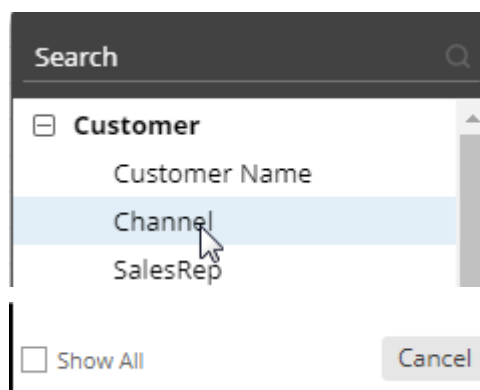 Search
Customer
Customer Name
Channel
SalesRep
Show All
Cancel